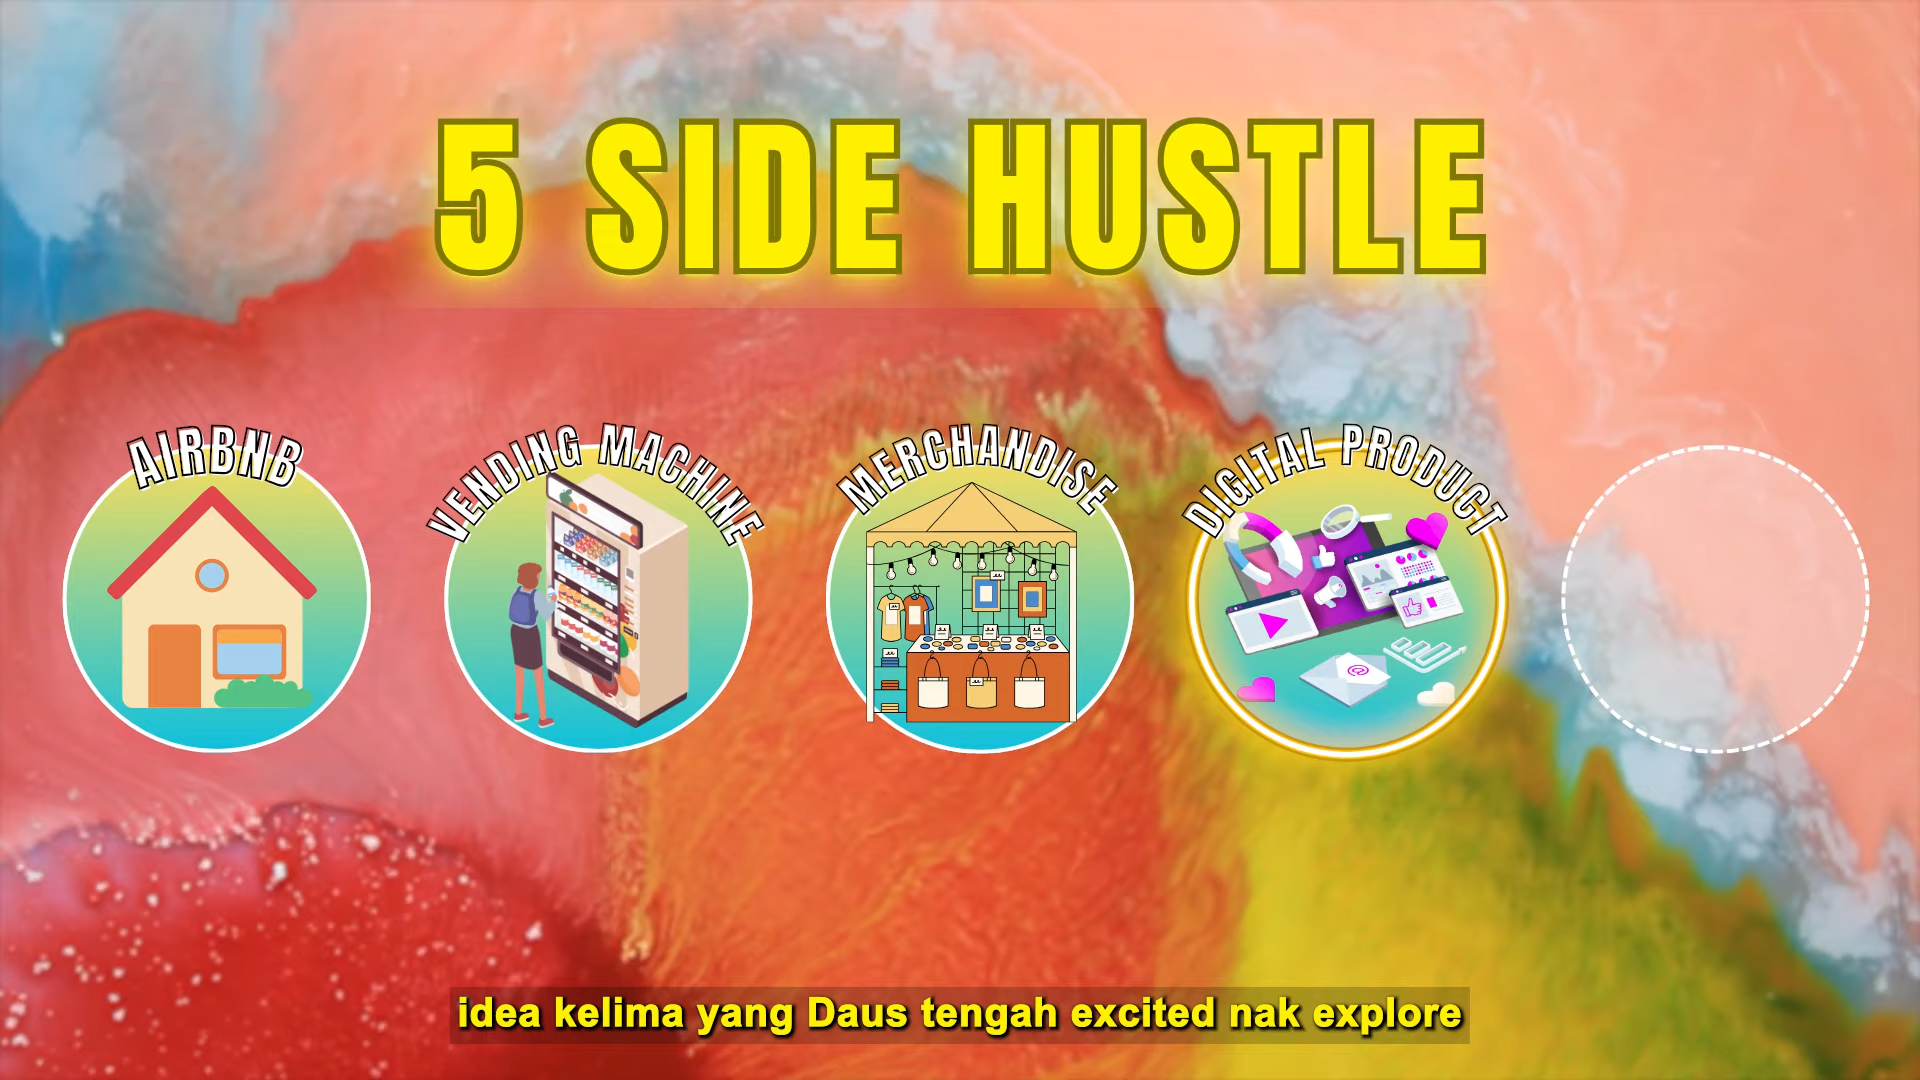 5 SIDE HUSTLE
AIRBNB
VENDING MACHINE
MERCHANDISE
DIGITAL PRODUCT
idea kelima yang Daus tengah excited nak explore